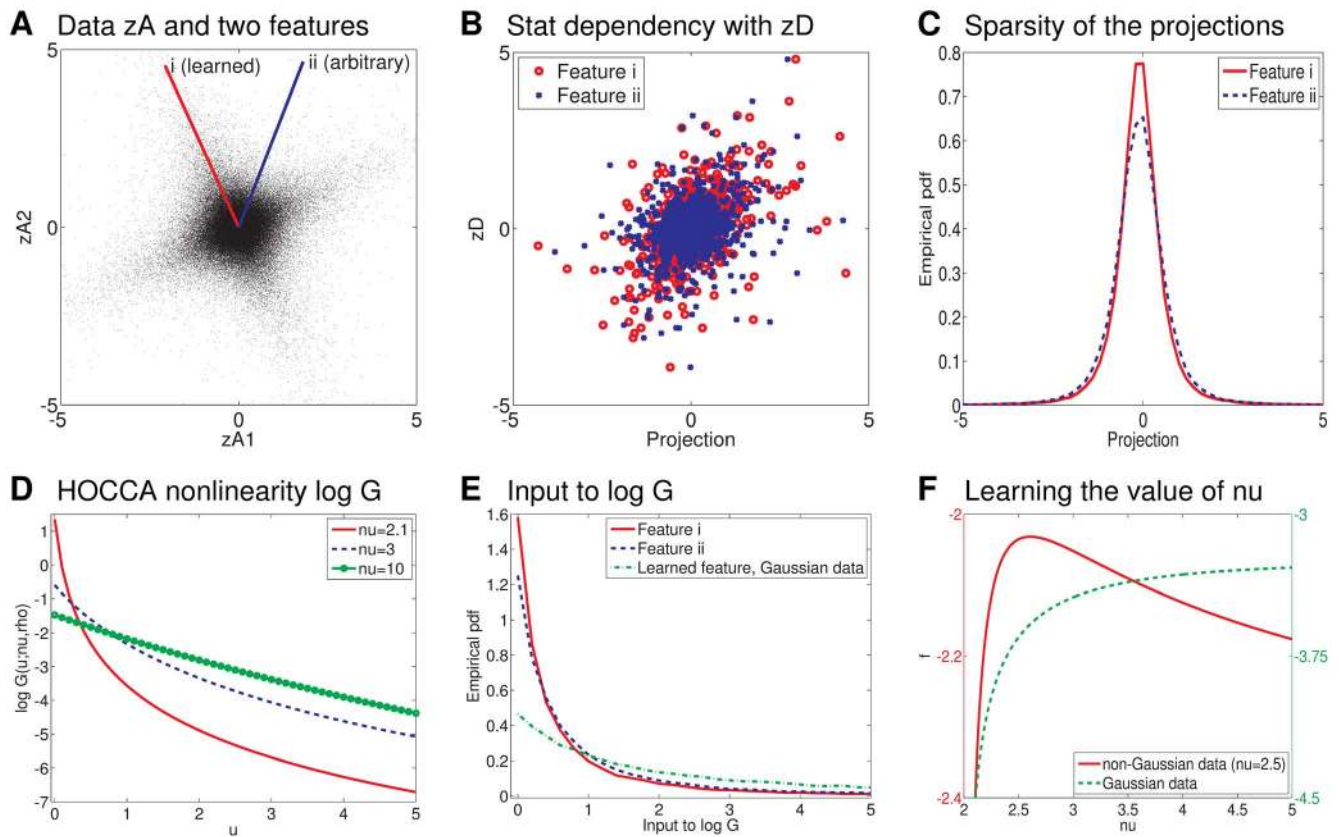 A Data zA and two features
5
i (learned)
ii (arbitrary)
zA2
0
-5
-5
0
5
zA1
B Stat dependency with zD
5
Feature i
Feature ii
zD
0
-5
-5
0
5
Projection
C Sparsity of the projections
0.8
Feature i
Feature ii
0.7
0.6
0.5
0.4
0.3
0.2
0.1
0
Empirical pdf
-5
0
5
Projection
D HOCCA nonlinearity log G
nu=2.1
nu=3
nu=10
1
0
-1
-2
-3
-4
-5
-6
-7
log G(u;nu,rho)
0 1 2 3 4 5
u
E Input to log G
1.6
Feature i
Feature ii
Learned feature, Gaussian data
1.4
1.2
1.0
0.8
0.6
0.4
0.2
0
Empirical pdf
0 1 2 3 4 5
Input to log G
F Learning the value of nu
-2
-3
-2.2
-3.75
f
non-Gaussian data (nu=2.5)
Gaussian data
-2.4
-4.5
2 2.5 3 3.5 4 4.5 5
nu